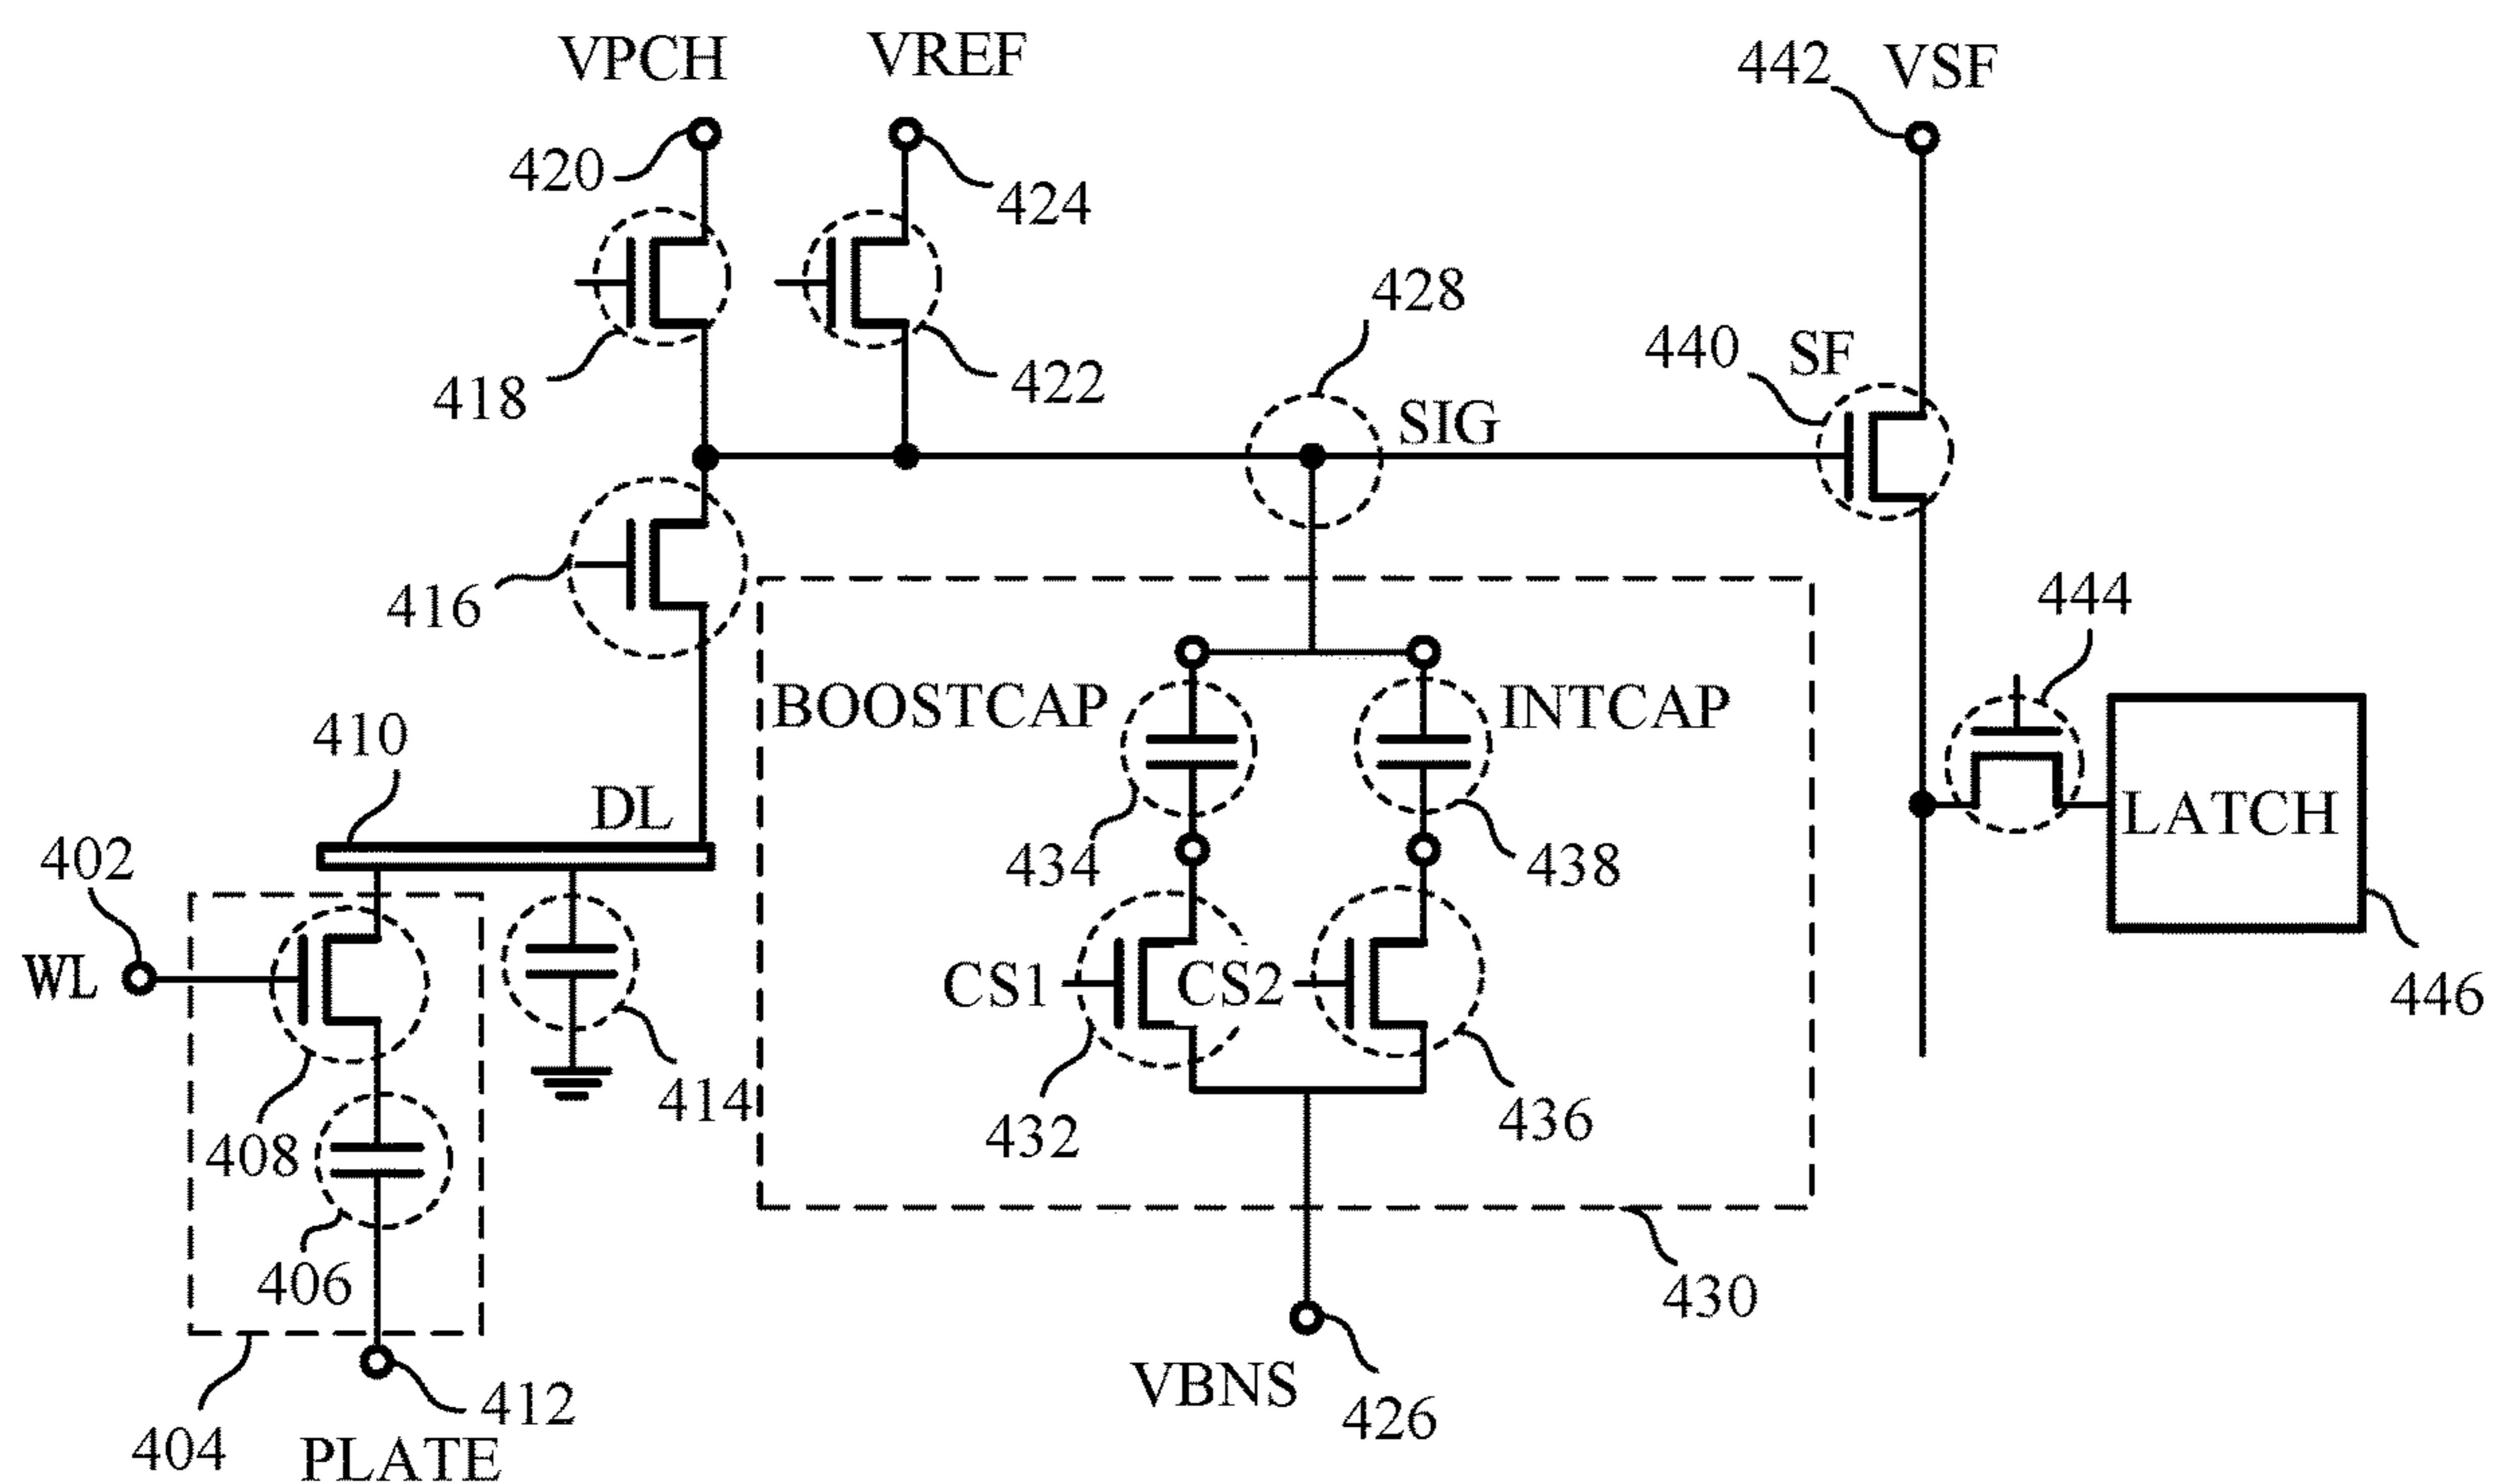 VPCH
VREF
442
VSF
420
424
428
440
SF
418
422
SIG
416
444
410
BOOSTCAP
INTCAP
DL
LATCH
402
434
438
WL
CS1
CS2
446
414
408
432
436
406
430
412
VBNS
426
404
PLATE